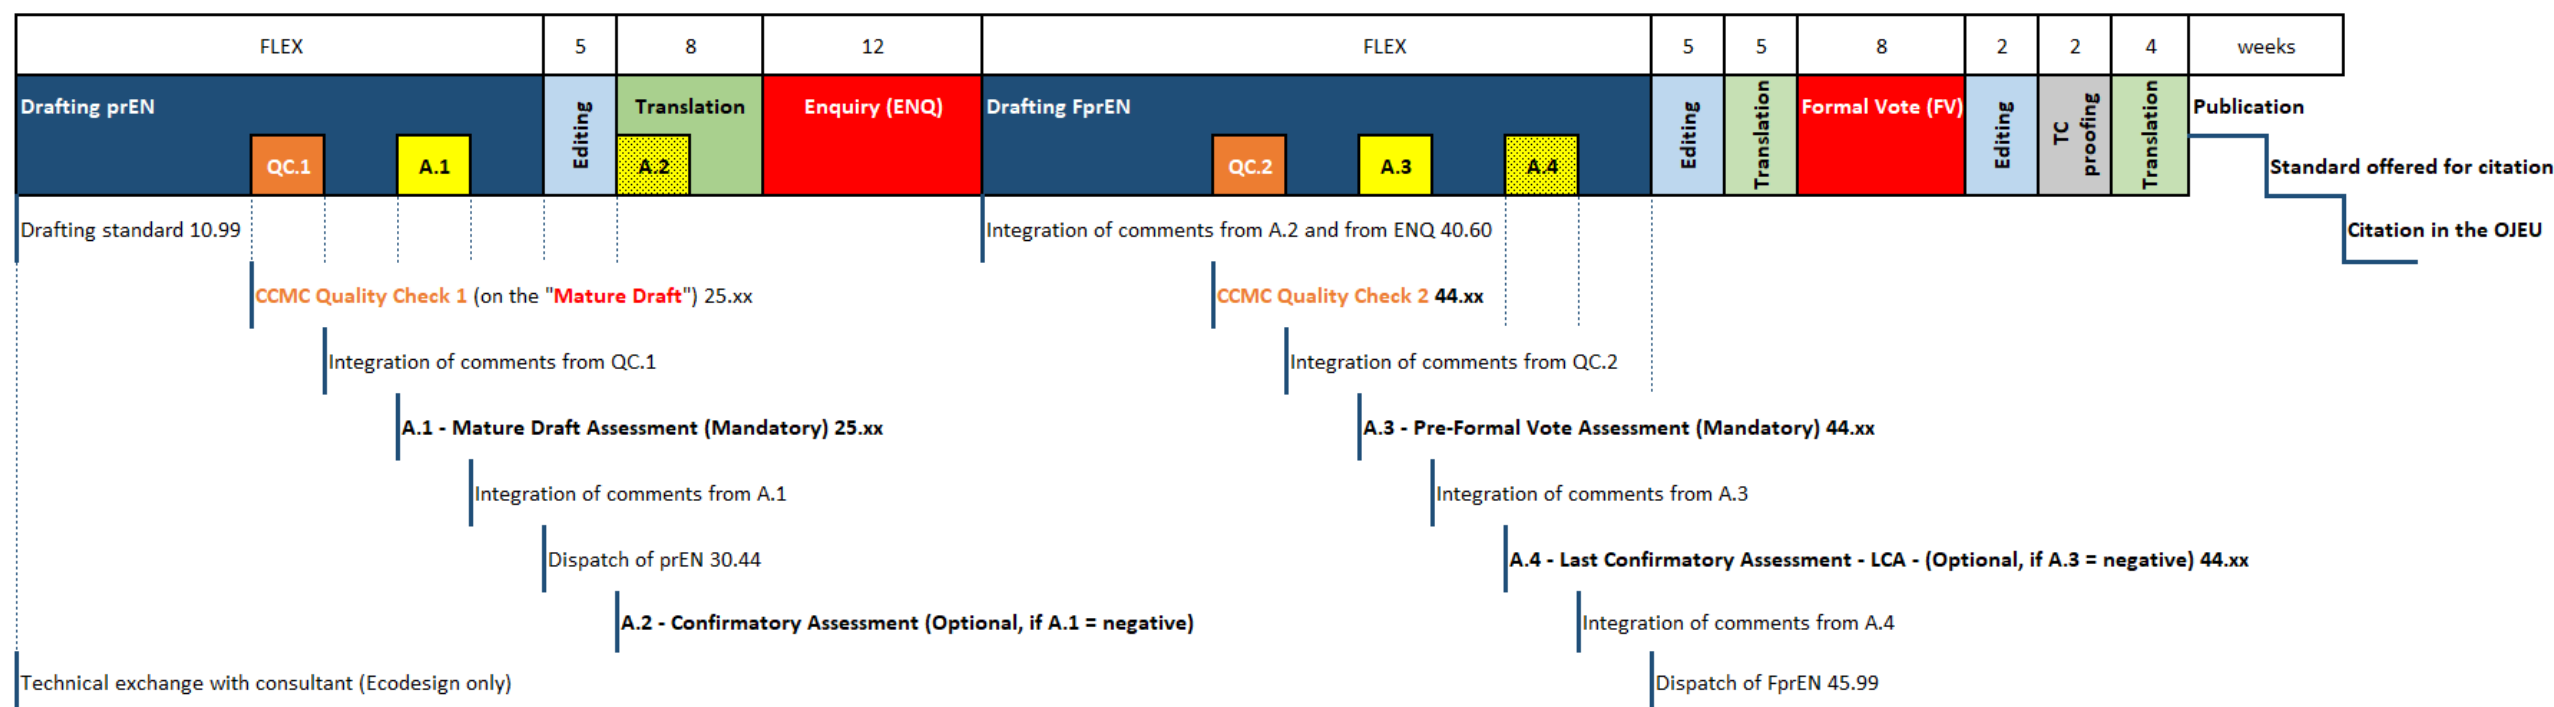 FLEX 5 8 12 FLEX 5 5 8 2 2 4 weeks
Drafting prEN
Editing
Translation
Enquiry (ENQ)
Drafting FprEN
Editing
Translation
Formal Vote (FV)
Editing
TC
proofing
Translation
Publication
QC.1
A.1
A.2
QC.2
A.3
A.4
Standard offered for citation
Citation in the OJEU
Drafting standard 10.99
Integration of comments from A.2 and from ENQ 40.60
CCMC Quality Check 1 (on the "Mature Draft") 25.xx
CCMC Quality Check 2 44.xx
Integration of comments from QC.1
Integration of comments from QC.2
A.1 - Mature Draft Assessment (Mandatory) 25.xx
A.3 - Pre-Formal Vote Assessment (Mandatory) 44.xx
Integration of comments from A.1
Integration of comments from A.3
Dispatch of prEN 30.44
A.4 - Last Confirmatory Assessment - LCA - (Optional, if A.3 = negative) 44.xx
A.2 - Confirmatory Assessment (Optional, if A.1 = negative)
Integration of comments from A.4
Technical exchange with consultant (Ecodesign only)
Dispatch of FprEN 45.99